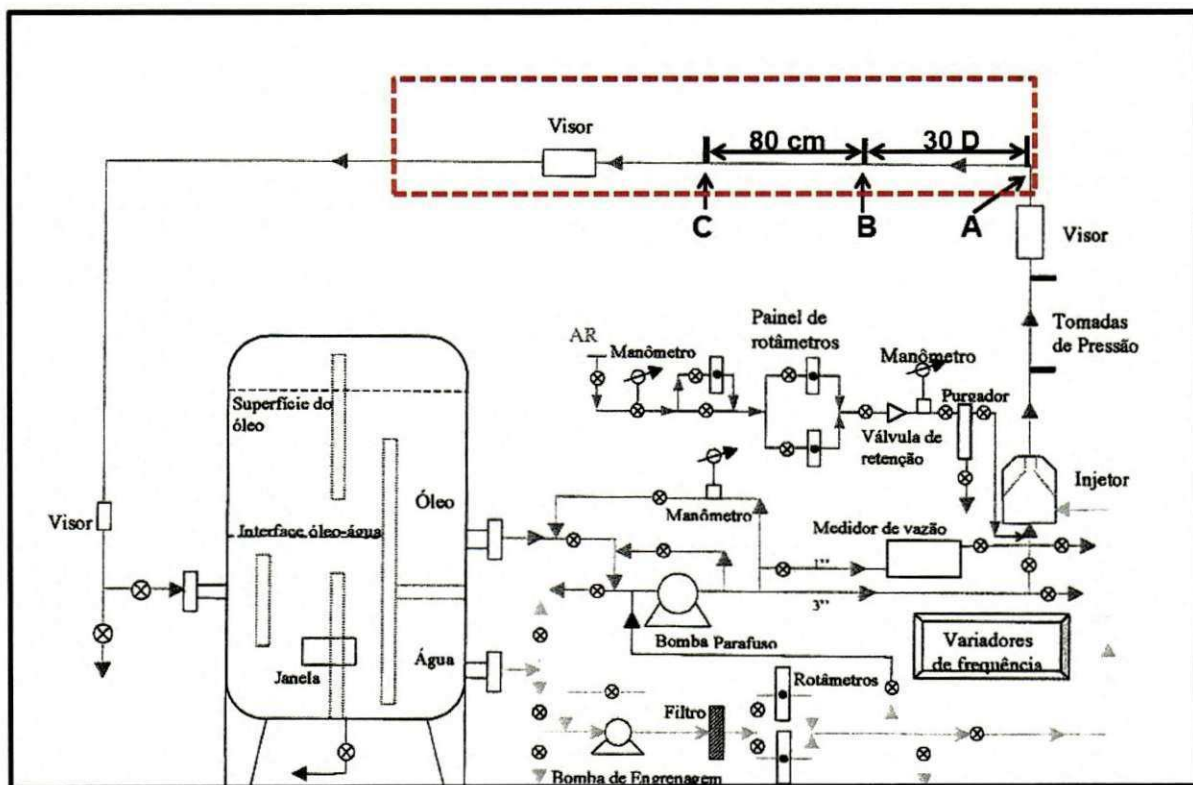 Visor
80 cm
30 D
C
B
A
Visor
Tomadas
de Pressão
AR
Manômetro
Painel de
rotâmetros
Manômetro
Purgador
Válvula de
retenção
Injetor
Superfície do
óleo
Óleo
Interface óleo-água
Visor
Manômetro
Medidor de vazão
1"
3"
Bomba Parafuso
Variadores
de frequência
Água
Janela
Rotâmetros
Filtro
Bomba de Engrenagem